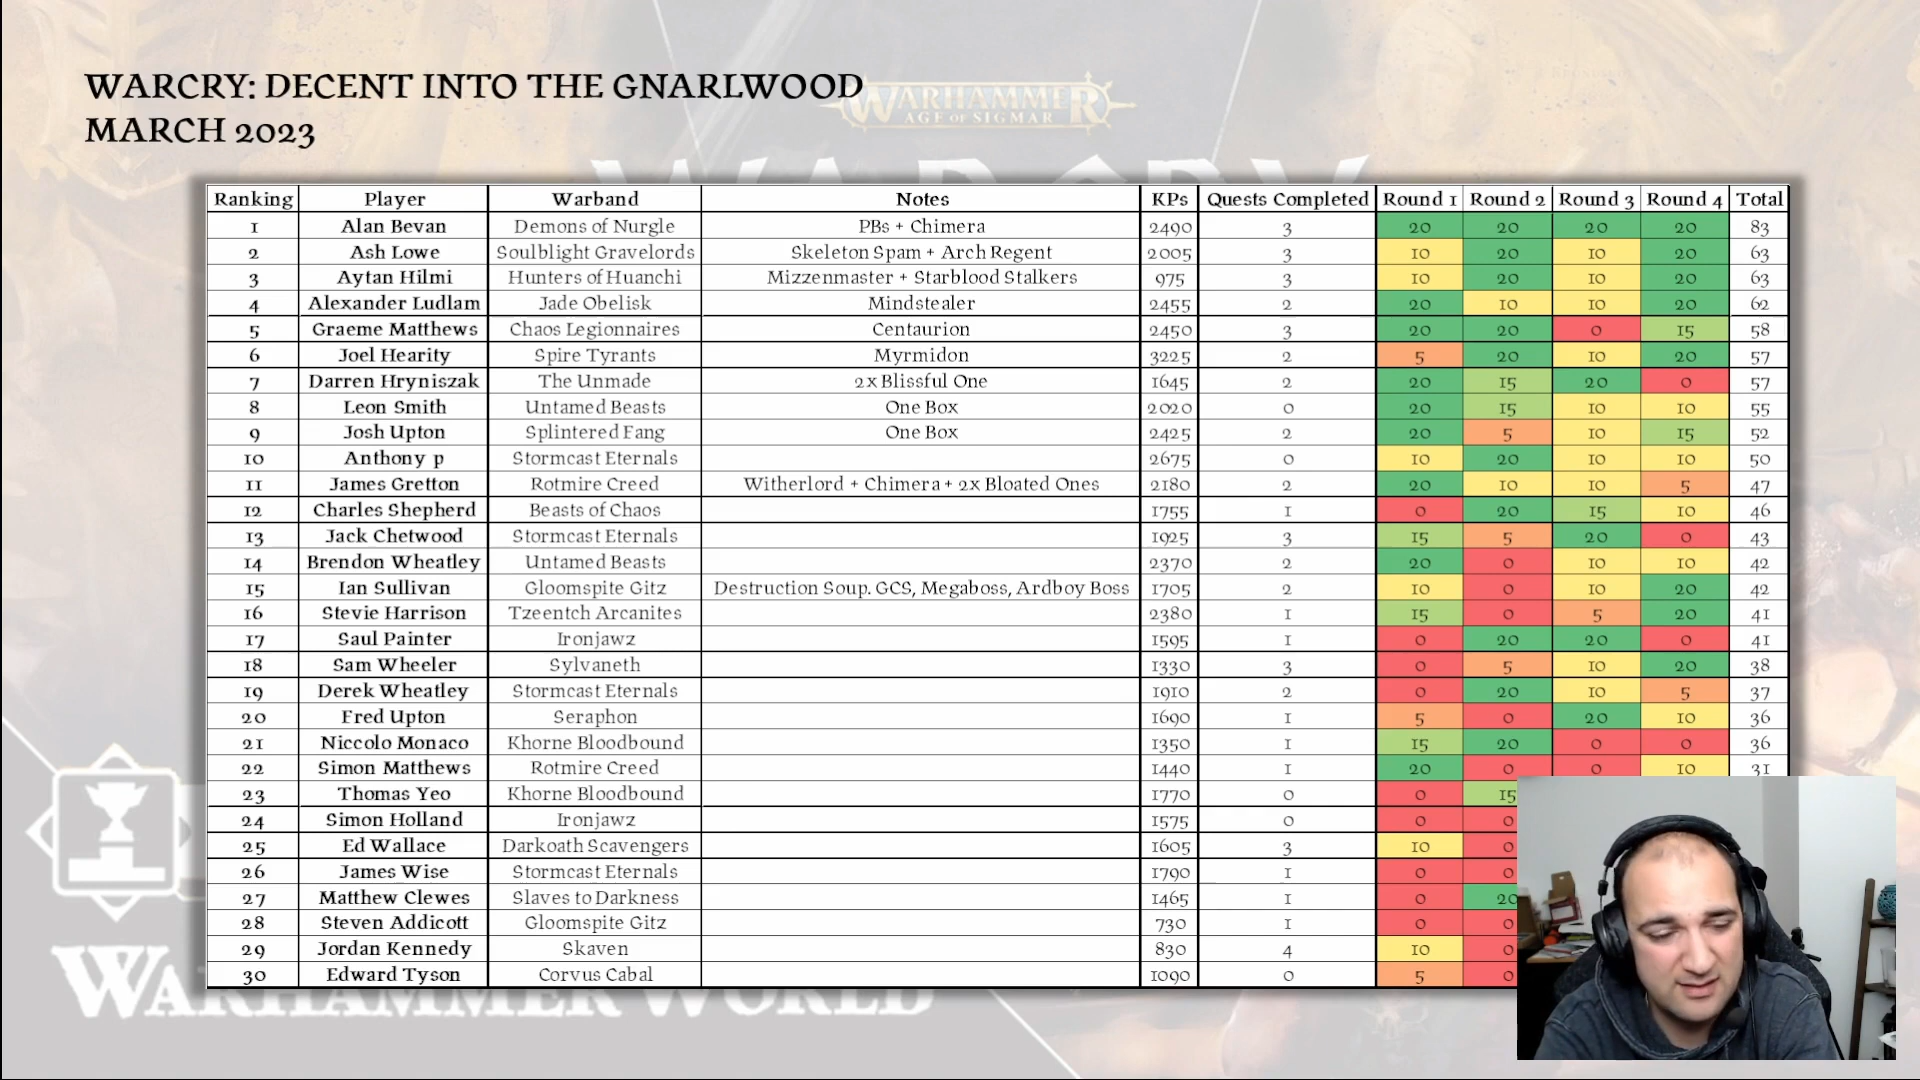 WARCRY: DECENT INTO THE GNARLWOOD
MARCH 2023
WARHAMMER
AGE OF SIGMAR
Ranking Player Warband Notes KPs Quests Completed Round 1 Round 2 Round 3 Round 4 Total
1 Alan Bevan Demons of Nurgle PBs + Chimera 2490 3 20 20 20 20 83
2 Ash Lowe Soulblight Gravelords Skeleton Spam + Arch Regent 2005 3 10 20 10 20 63
3 Aytan Hilmi Hunters of Huanchi Mizzenmaster + Starblood Stalkers 975 3 10 20 10 20 63
4 Alexander Ludlam Jade Obelisk Mindstealer 2455 2 20 10 10 20 62
5 Graeme Matthews Chaos Legionnaires Centaurion 2450 3 20 20 0 15 58
6 Joel Hearity Spire Tyrants Myrmidon 3225 2 5 20 10 20 57
7 Darren Hryniszak The Unmade 2x Blissful One 1645 2 20 15 20 0 57
8 Leon Smith Untamed Beasts One Box 2020 0 20 15 10 10 55
9 Josh Upton Splintered Fang One Box 2425 2 20 5 10 15 52
10 Anthony p Stormcast Eternals 2675 0 10 20 10 10 50
11 James Gretton Rotmire Creed Witherlord + Chimera + 2x Bloated Ones 2180 2 20 10 10 5 47
12 Charles Shepherd Beasts of Chaos 1755 1 0 20 15 10 46
13 Jack Chetwood Stormcast Eternals 1925 3 15 5 20 0 43
14 Brendon Wheatley Untamed Beasts 2370 2 20 0 10 10 42
15 Ian Sullivan Gloomspite Gitz Destruction Soup. GCS, Megaboss, Ardboy Boss 1705 2 10 0 10 20 42
16 Stevie Harrison Tzeentch Arcanites 2380 1 15 0 5 20 41
17 Saul Painter Ironjawz 1595 1 0 20 20 0 41
18 Sam Wheeler Sylvaneth 1330 3 0 5 10 20 38
19 Derek Wheatley Stormcast Eternals 1910 2 0 20 10 5 37
20 Fred Upton Seraphon 1690 1 5 0 20 10 36
21 Niccolo Monaco Khorne Bloodbound 1350 1 15 20 0 0 36
22 Simon Matthews Rotmire Creed 1440 1 20 0 0 10 31
23 Thomas Yeo Khorne Bloodbound 1770 0 0 15
24 Simon Holland Ironjawz 1575 0 0 0
25 Ed Wallace Darkoath Scavengers 1605 3 10 0
26 James Wise Stormcast Eternals 1790 1 0 0
27 Matthew Clewes Slaves to Darkness 1465 1 0 20
28 Steven Addicott Gloomspite Gitz 730 1 0 0
29 Jordan Kennedy Skaven 830 4 10 0
30 Edward Tyson Corvus Cabal 1090 0 5 0
WARHAMMER WORLD